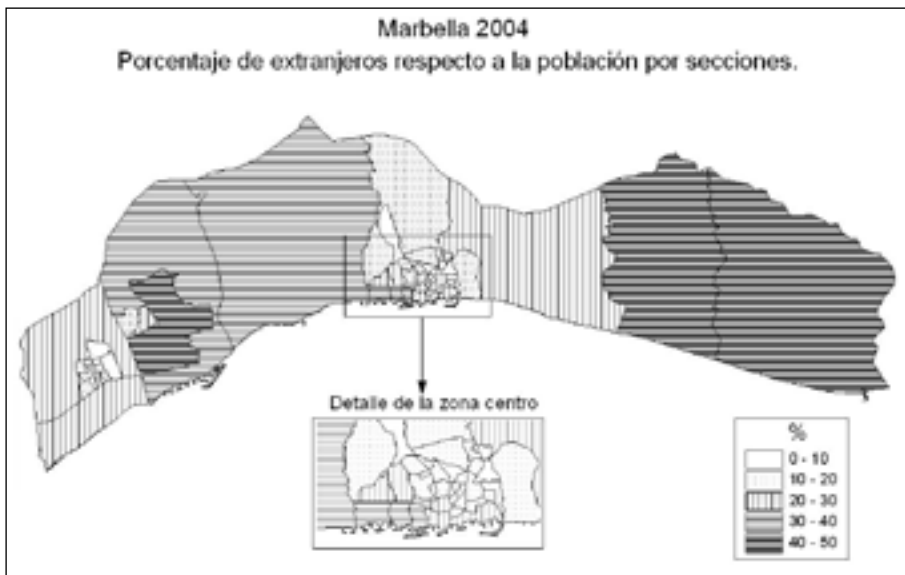 Marbella 2004
Porcentaje de extranjeros respecto a la población por secciones.
Detalle de la zona centro
%
0 - 10
10 - 20
20 - 30
30 - 40
40 - 50